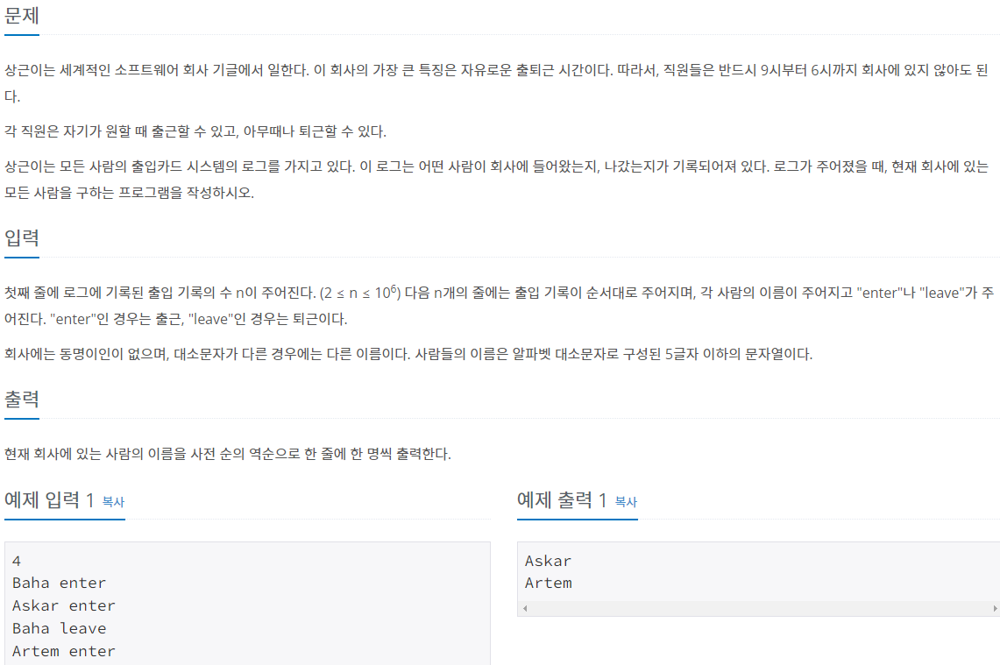 문제
상근이는 세계적인 소프트웨어 회사 기글에서 일한다. 이 회사의 가장 큰 특징은 자유로운 출퇴근 시간이다. 따라서, 직원들은 반드시 9시부터 6시까지 회사에 있지 않아도 된
다.
각 직원은 자기가 원할 때 출근할 수 있고, 아무때나 퇴근할 수 있다.
상근이는 모든 사람의 출입카드 시스템의 로그를 가지고 있다. 이 로그는 어떤 사람이 회사에 들어왔는지, 나갔는지가 기록되어져 있다. 로그가 주어졌을 때, 현재 회사에 있는
모든 사람을 구하는 프로그램을 작성하시오.
입력
첫째 줄에 로그에 기록된 출입 기록의 수 n이 주어진다. (2 ≤ n ≤ 10⁶) 다음 n개의 줄에는 출입 기록이 순서대로 주어지며, 각 사람의 이름이 주어지고 "enter"나 "leave"가 주
어진다. "enter"인 경우는 출근, "leave"인 경우는 퇴근이다.
회사에는 동명이인이 없으며, 대소문자가 다른 경우에는 다른 이름이다. 사람들의 이름은 알파벳 대소문자로 구성된 5글자 이하의 문자열이다.
출력
현재 회사에 있는 사람의 이름을 사전 순의 역순으로 한 줄에 한 명씩 출력한다.
예제 입력 1 복사
4
Baha enter
Askar enter
Baha leave
Artem enter
예제 출력 1 복사
Askar
Artem